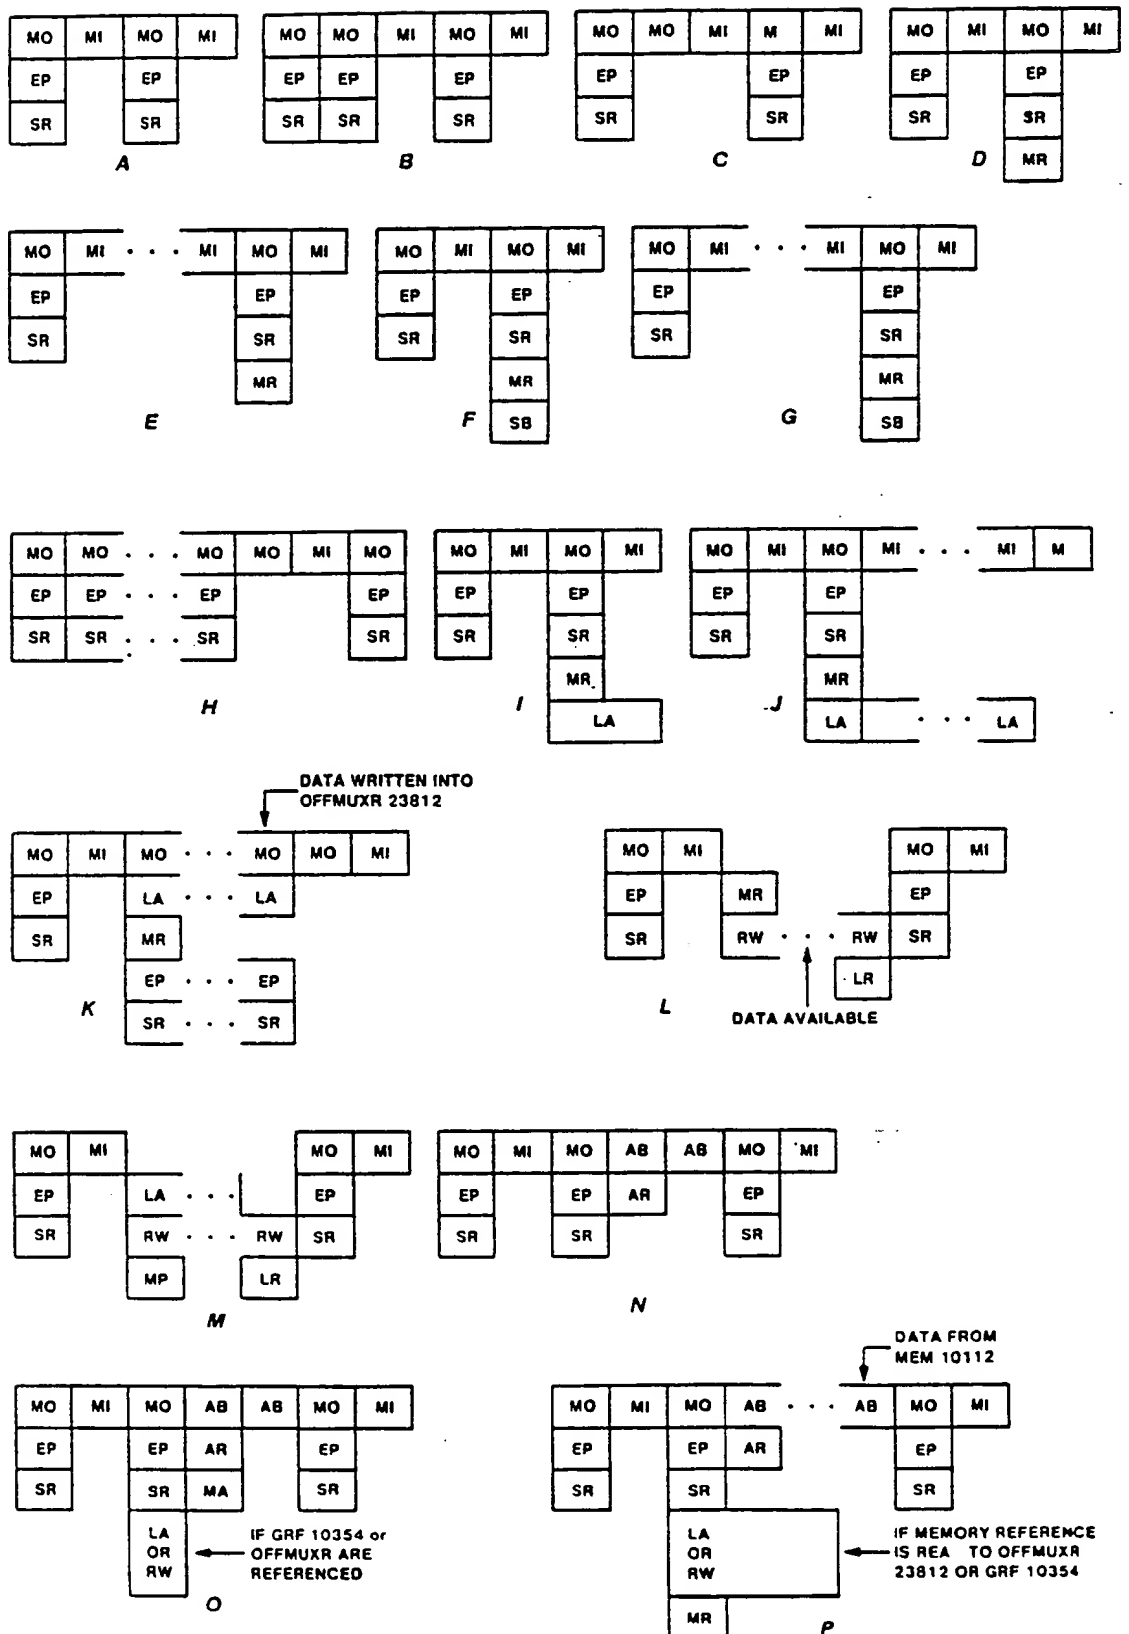 MO MI MO MI
EP EP
SR SR
A
MO MO MI MO MI
EP EP EP
SR SR SR
B
MO MO MI M MI
EP EP
SR SR
C
MO MI MO MI
EP EP
SR SR
MR
D
MO MI · · · MI MO MI
EP EP
SR SR
MR
E
MO MI MO MI
EP EP
SR SR
MR
SB
F
MO MI · · · MI MO MI
EP EP
SR SR
MR
SB
G
MO MO · · · MO MO MI MO
EP EP · · · EP EP
SR SR · · · SR SR
H
MO MI MO MI
EP EP
SR SR
MR
LA
I
MO MI MO MI · · · MI M
EP EP
SR SR
MR
LA · · · LA
J
DATA WRITTEN INTO
OFFMUXR 23812
MO MI MO · · · MO MO MI
EP LA · · · LA
SR MR
EP · · · EP
SR · · · SR
K
MO MI MO MI
EP MR EP
SR RW · · · RW SR
LR
DATA AVAILABLE
L
MO MI MO MI
EP LA · · · EP
SR RW · · · RW SR
MP LR
M
MO MI MO AB AB MO MI
EP EP AR EP
SR SR SR
N
MO MI MO AB AB MO MI
EP EP AR EP
SR SR MA SR
LA
OR
RW
IF GRF 10354 or
OFFMUXR ARE
REFERENCED
O
DATA FROM
MEM 10112
MO MI MO AB · · · AB MO MI
EP EP AR EP
SR SR SR
LA
OR
RW
IF MEMORY REFERENCE
IS REA TO OFFMUXR
23812 OR GRF 10354
MR
P